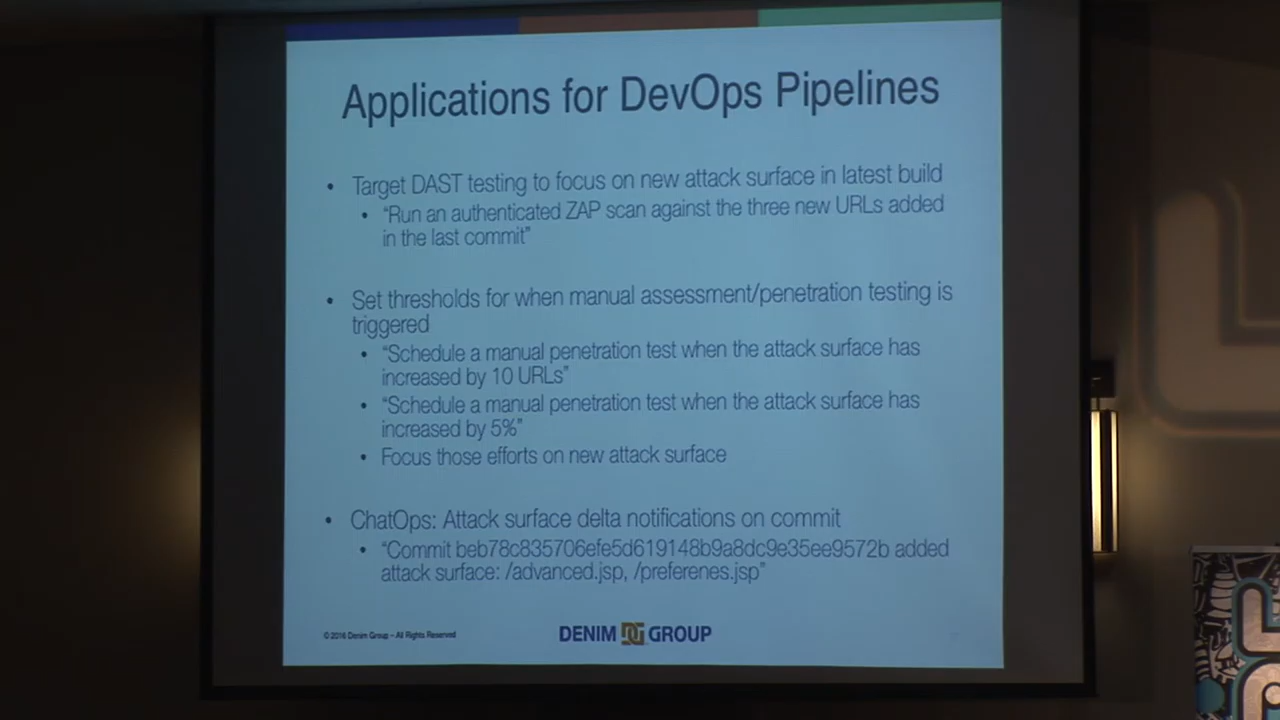 Applications for DevOps Pipelines
• Target DAST testing to focus on new attack surface in latest build
• “Run an authenticated ZAP scan against the three new URLs added
in the last commit”
• Set thresholds for when manual assessment/penetration testing is
triggered
• “Schedule a manual penetration test when the attack surface has
increased by 10 URLs”
• “Schedule a manual penetration test when the attack surface has
increased by 5%”
• Focus those efforts on new attack surface
• ChatOps: Attack surface delta notifications on commit
• “Commit beb78c835706efe5d619148b9a8dc9e35ee9572b added
attack surface: /advanced.jsp, /preferenes.jsp”
© 2016 Denim Group – All Rights Reserved
DENIM DG GROUP